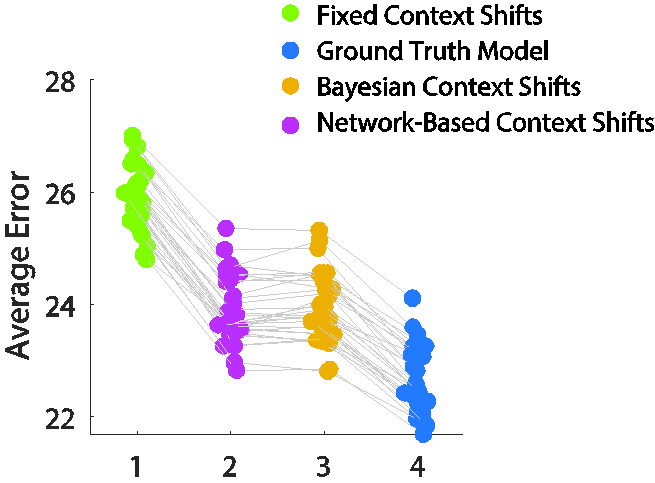 Fixed Context Shifts
Ground Truth Model
Bayesian Context Shifts
Network-Based Context Shifts
Average Error
28
26
24
22
1 2 3 4